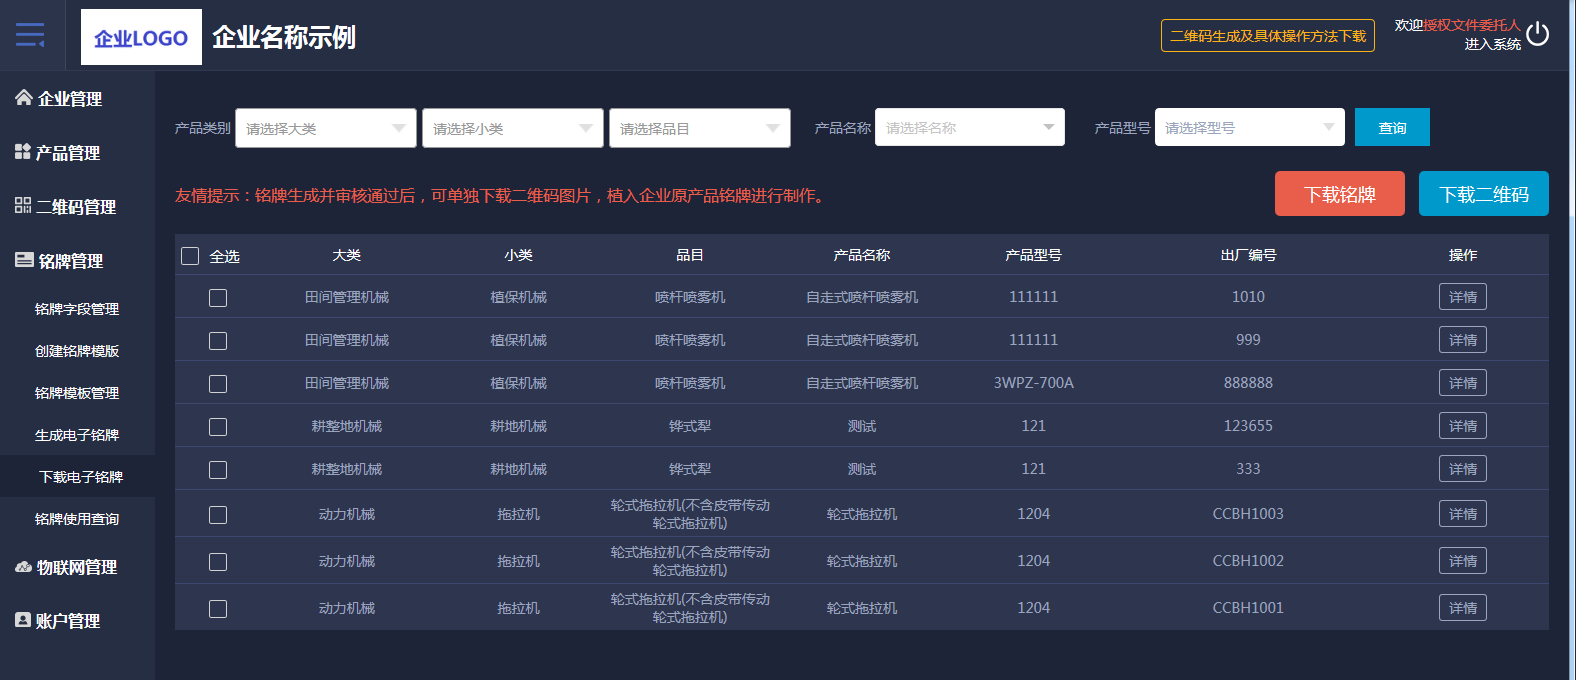 企业LOGO 企业名称示例
二维码生成及具体操作方法下载
欢迎授权文件委托人
进入系统
企业管理
产品管理
二维码管理
铭牌管理
铭牌字段管理
创建铭牌模版
铭牌模板管理
生成电子铭牌
下载电子铭牌
铭牌使用查询
物联网管理
账户管理
产品类别 请选择大类 请选择小类 请选择品目 产品名称 请选择名称 产品型号 请选择型号 查询
友情提示：铭牌生成并审核通过后，可单独下载二维码图片，植入企业原产品铭牌进行制作。
下载铭牌 下载二维码
全选 大类 小类 品目 产品名称 产品型号 出厂编号 操作
田间管理机械 植保机械 喷杆喷雾机 自走式喷杆喷雾机 111111 1010 详情
田间管理机械 植保机械 喷杆喷雾机 自走式喷杆喷雾机 111111 999 详情
田间管理机械 植保机械 喷杆喷雾机 自走式喷杆喷雾机 3WPZ-700A 888888 详情
耕整地机械 耕地机械 铧式犁 测试 121 123655 详情
耕整地机械 耕地机械 铧式犁 测试 121 333 详情
动力机械 拖拉机 轮式拖拉机(不含皮带传动
轮式拖拉机) 轮式拖拉机 1204 CCBH1003 详情
动力机械 拖拉机 轮式拖拉机(不含皮带传动
轮式拖拉机) 轮式拖拉机 1204 CCBH1002 详情
动力机械 拖拉机 轮式拖拉机(不含皮带传动
轮式拖拉机) 轮式拖拉机 1204 CCBH1001 详情